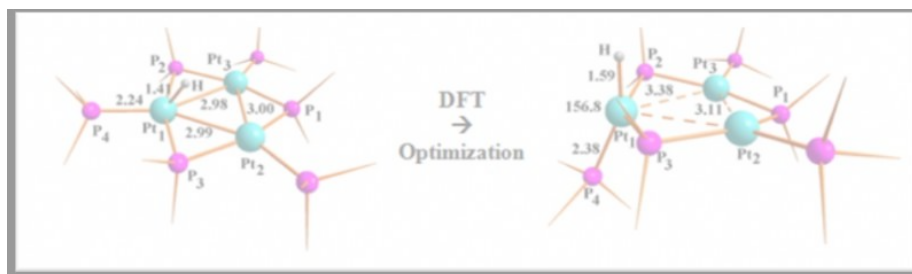 H
P2
Pt3
1.41
2.24
2.98
3.00
P1
P4
Pt1
2.99
P3
Pt2
DFT
→
Optimization
H
P2
Pt3
1.59
3.38
P1
156.8
3.11
Pt1
2.38
P3
Pt2
P4